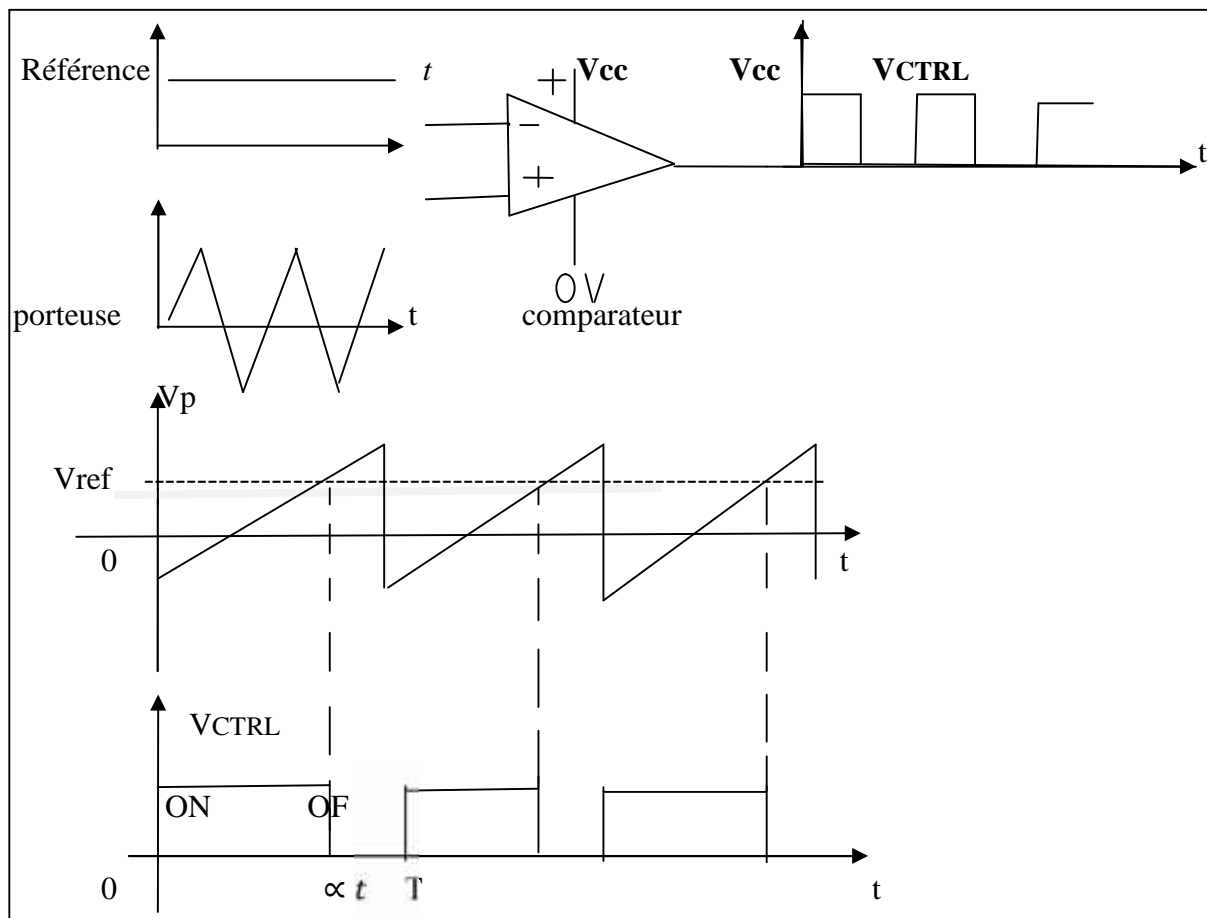 Référence
t
+
Vcc
Vcc
VCTRL
−
+
t
0V
porteuse
t
comparateur
Vp
Vref
0
t
VCTRL
ON
OF
0
∝ t
T
t